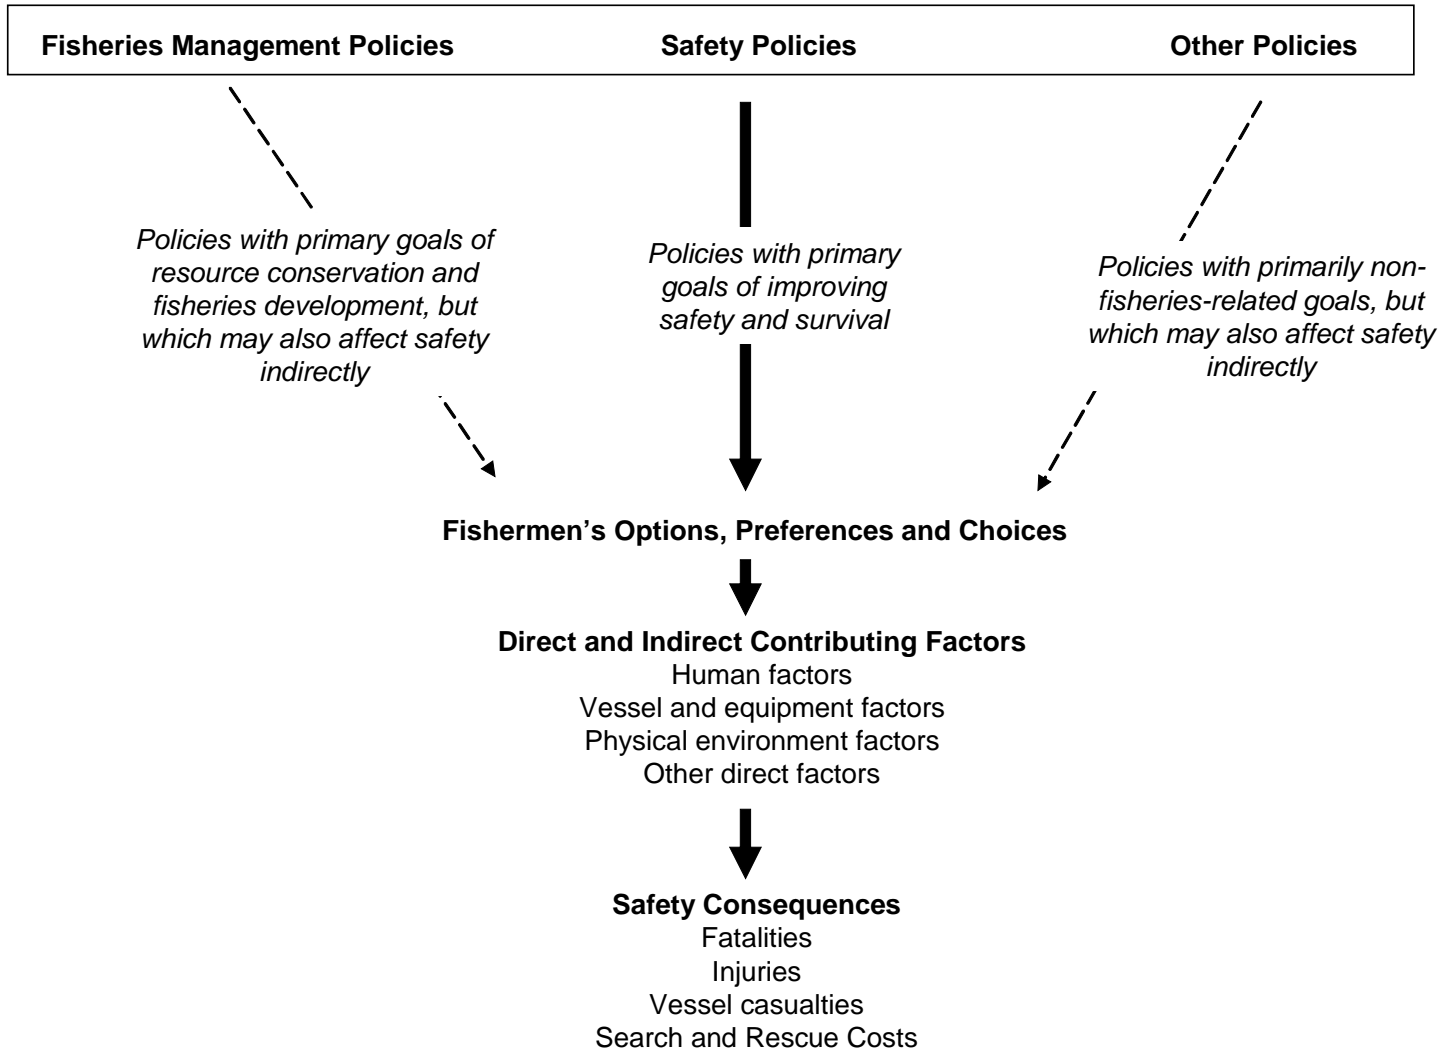 Fisheries Management Policies
Safety Policies
Other Policies
Policies with primary goals of
resource conservation and
fisheries development, but
which may also affect safety
indirectly
Policies with primary
goals of improving
safety and survival
Policies with primarily non-
fisheries-related goals, but
which may also affect safety
indirectly
Fishermen’s Options, Preferences and Choices
Direct and Indirect Contributing Factors
Human factors
Vessel and equipment factors
Physical environment factors
Other direct factors
Safety Consequences
Fatalities
Injuries
Vessel casualties
Search and Rescue Costs